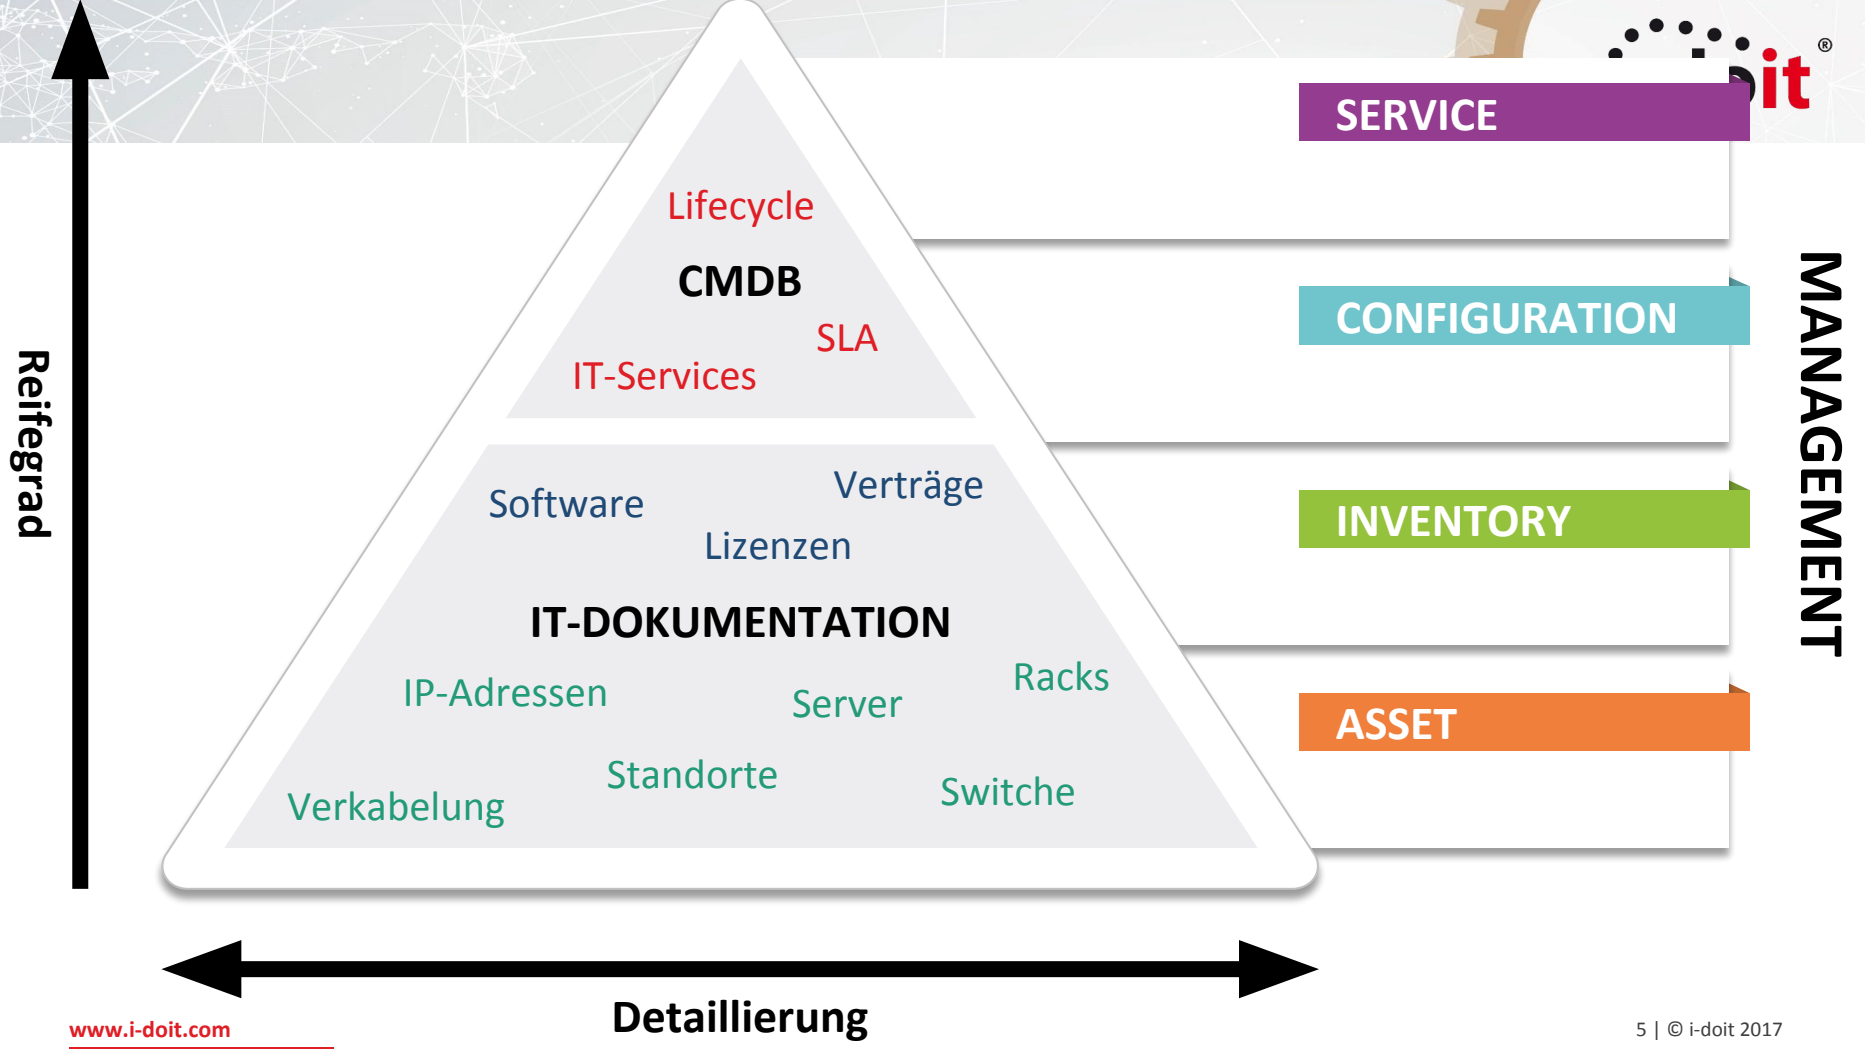 it®
SERVICE
Lifecycle
CMDB
SLA
IT-Services
CONFIGURATION
Software
Verträge
Lizenzen
INVENTORY
IT-DOKUMENTATION
IP-Adressen
Server
Racks
ASSET
Standorte
Switche
Verkabelung
Reifegrad
MANAGEMENT
Detaillierung
www.i-doit.com
5 | © i-doit 2017